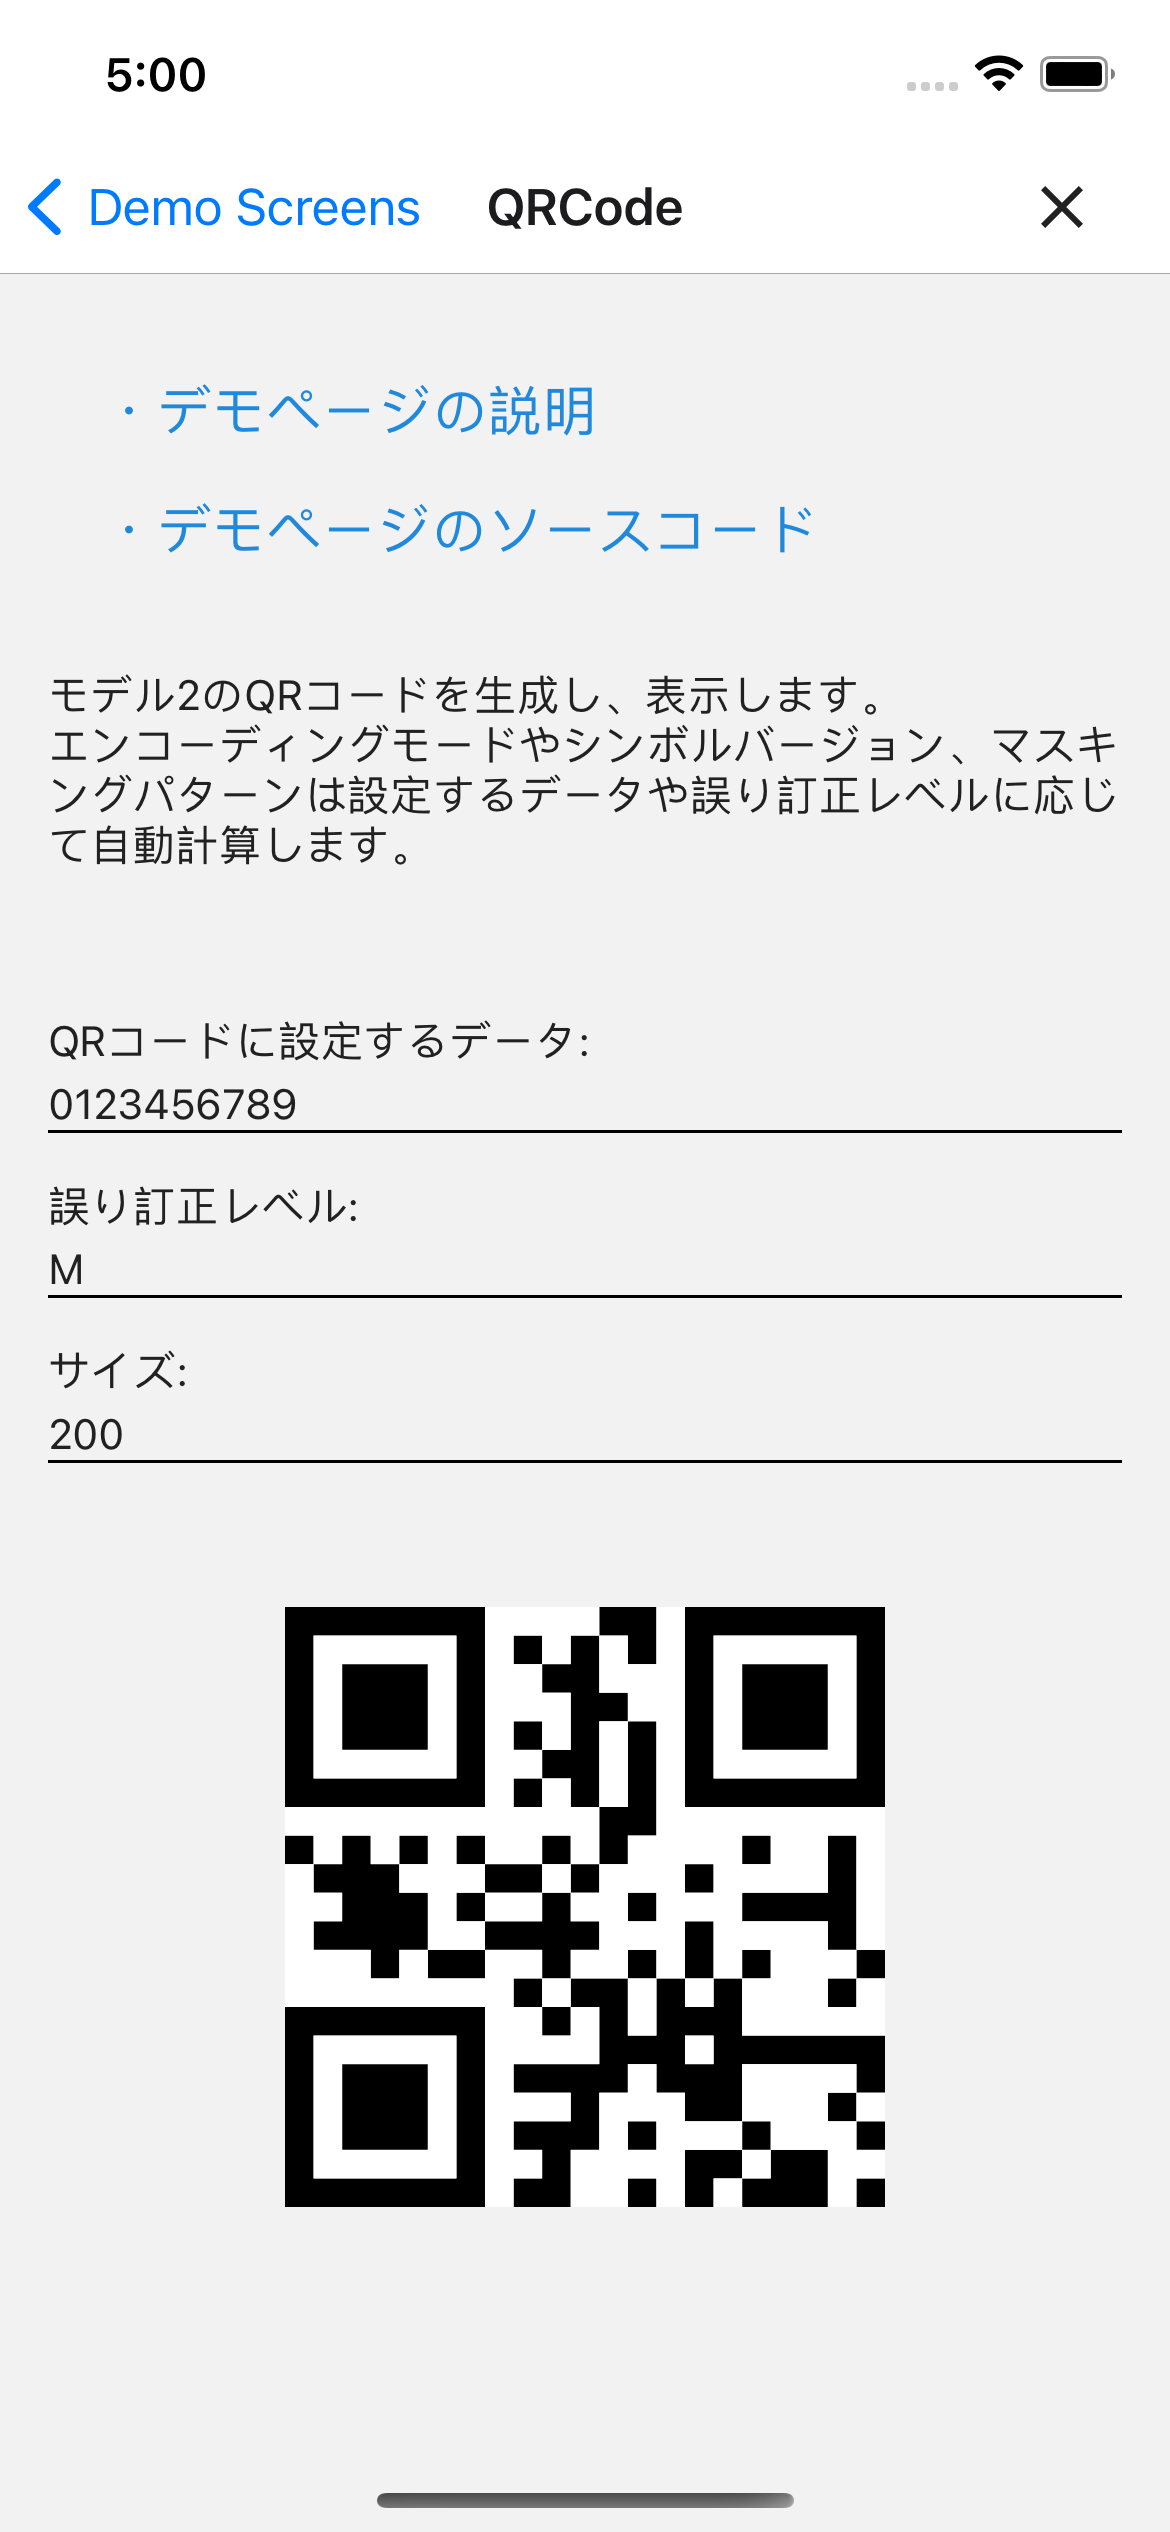 5:00
Demo Screens QRCode
・デモページの説明
・デモページのソースコード
モデル2のQRコードを生成し、表示します。
エンコーディングモードやシンボルバージョン、マスキ
ングパターンは設定するデータや誤り訂正レベルに応じ
て自動計算します。
QRコードに設定するデータ:
0123456789
誤り訂正レベル:
M
サイズ:
200